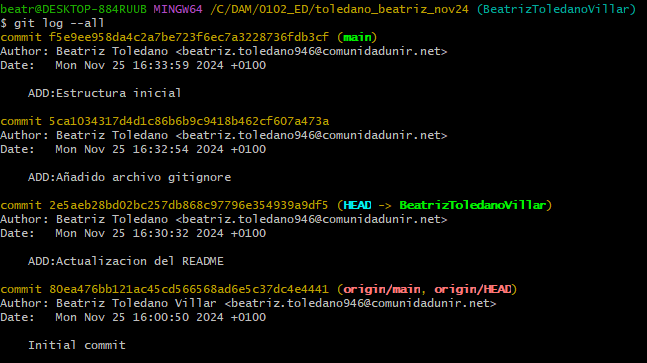 beatr@DESKTOP-884RUUB MINGW64 /C/DAM/0102_ED/toledano_beatriz_nov24 (BeatrizToledanoVillar)
$ git log --all
commit f5e9ee958da4c2a7be723f6ec7a3228736fdb3cf (main)
Author: Beatriz Toledano <beatriz.toledano946@comunidadunir.net>
Date:   Mon Nov 25 16:33:59 2024 +0100

    ADD:Estructura inicial

commit 5ca1034317d4d1c86b6b9c9418b462cf607a473a
Author: Beatriz Toledano <beatriz.toledano946@comunidadunir.net>
Date:   Mon Nov 25 16:32:54 2024 +0100

    ADD:Añadido archivo gitignore

commit 2e5aeb28bd02bc257db868c97796e354939a9df5 (HEAD -> BeatrizToledanoVillar)
Author: Beatriz Toledano <beatriz.toledano946@comunidadunir.net>
Date:   Mon Nov 25 16:30:32 2024 +0100

    ADD:Actualizacion del README

commit 80ea476bb121ac45cd566568ad6e5c37dc4e4441 (origin/main, origin/HEAD)
Author: Beatriz Toledano Villar <beatriz.toledano946@comunidadunir.net>
Date:   Mon Nov 25 16:00:50 2024 +0100

    Initial commit